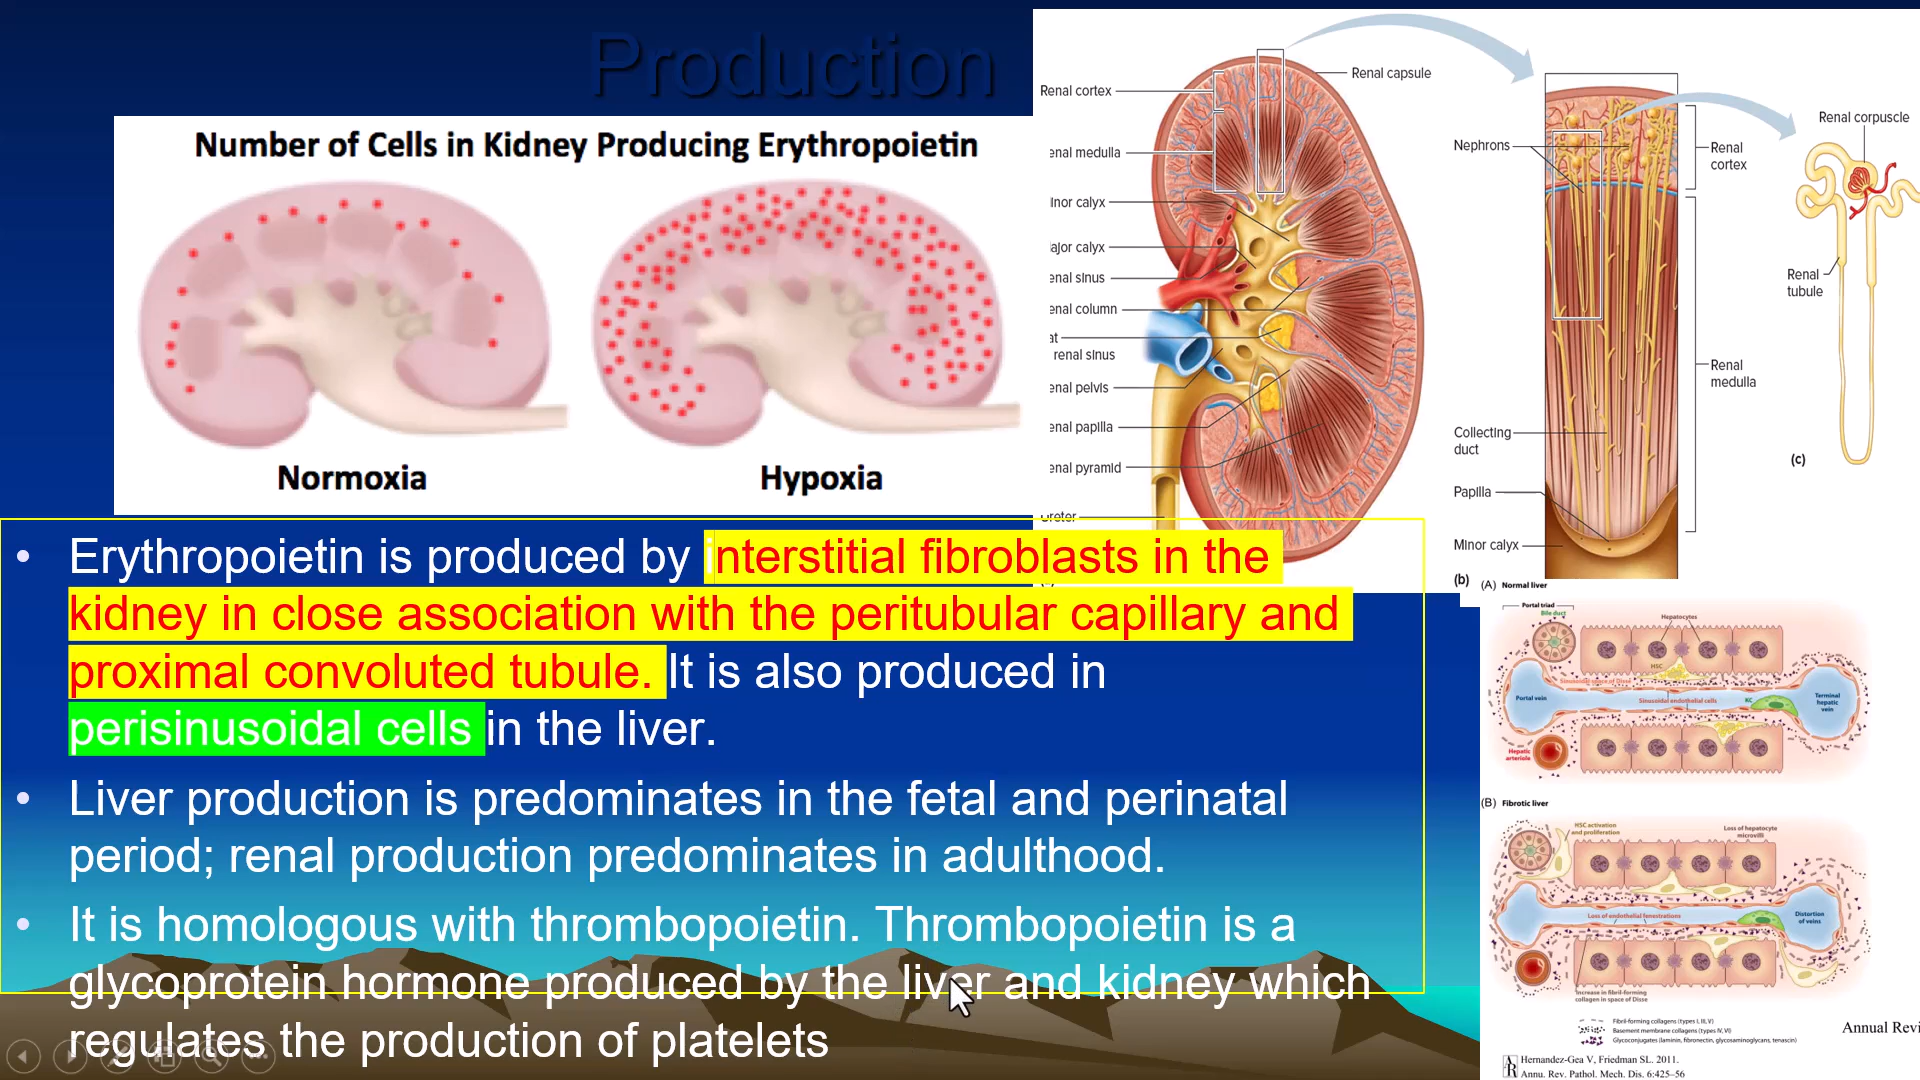 Production
Number of Cells in Kidney Producing Erythropoietin
Normoxia
Hypoxia
• Erythropoietin is produced by interstitial fibroblasts in the
kidney in close association with the peritubular capillary and
proximal convoluted tubule. It is also produced in
perisinusoidal cells in the liver.
• Liver production is predominates in the fetal and perinatal
period; renal production predominates in adulthood.
• It is homologous with thrombopoietin. Thrombopoietin is a
glycoprotein hormone produced by the liver and kidney which
regulates the production of platelets
Renal capsule
Renal cortex
enal medulla
inor calyx
ajor calyx
enal sinus
enal column
at
renal sinus
enal pelvis
enal papilla
enal pyramid
Ureter
Nephrons
Renal
cortex
Renal
medulla
Collecting
duct
Papilla
Minor calyx
(b)
Renal corpuscle
Renal
tubule
(c)
(A) Normal liver
Portal triad
Bile duct
Hepatocytes
HSC
Sinusoidal space of Disse
Portal vein
Sinusoidal endothelial cells
KC
Terminal
hepatic
vein
Hepatic
arteriole
(B) Fibrotic liver
HSC activation
and proliferation
Loss of hepatocyte
microvilli
Loss of endothelial fenestrations
Distortion
of veins
Increase in fibril-forming
collagen in space of Disse
Fibril-forming collagens (types I, III, V)
Basement membrane collagens (types IV, VI)
Glycoconjugates (laminin, fibronectin, glycosaminoglycans, tenascin)
Annual Revi
AR Hernandez-Gea V, Friedman SL. 2011.
Annu. Rev. Pathol. Mech. Dis. 6:425–56